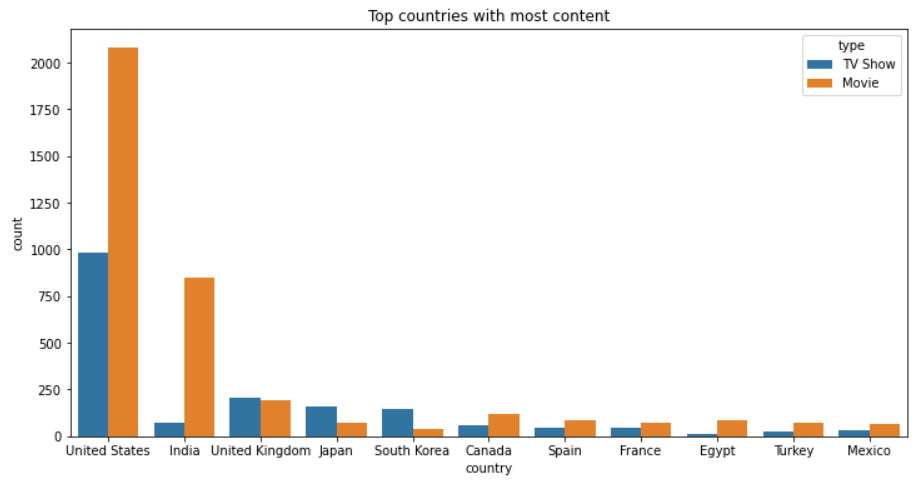 Top countries with most content
type
TV Show
Movie
count
2000
1750
1500
1250
1000
750
500
250
0
United States India United Kingdom Japan South Korea Canada Spain France Egypt Turkey Mexico
country